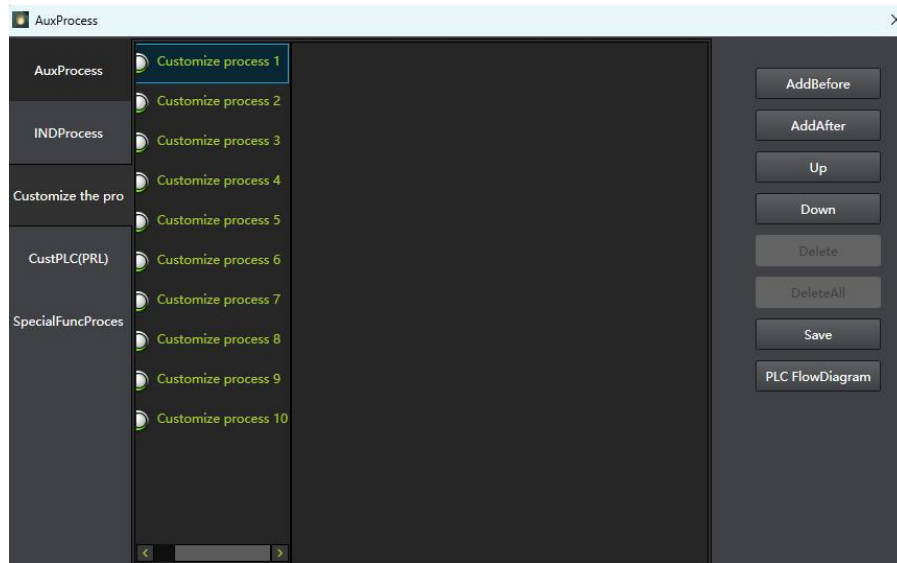 AuxProcess
AuxProcess
INDProcess
Customize the pro
CustPLC(PRL)
SpecialFuncProces
Customize process 1
Customize process 2
Customize process 3
Customize process 4
Customize process 5
Customize process 6
Customize process 7
Customize process 8
Customize process 9
Customize process 10
AddBefore
AddAfter
Up
Down
Delete
DeleteAll
Save
PLC FlowDiagram